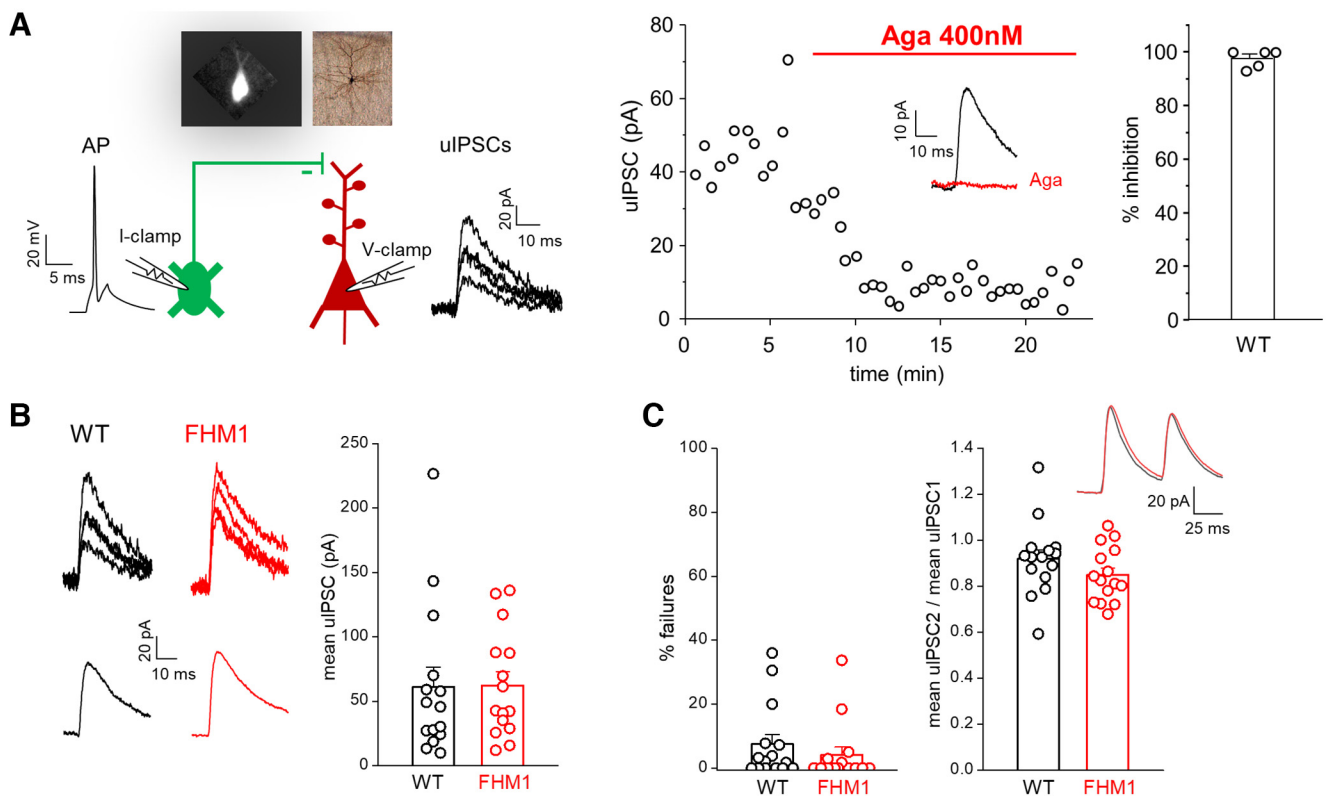 A
AP
20 mV
5 ms
I-clamp
V-clamp
uIPSCs
20 pA
10 ms
Aga 400nM
uIPSC (pA)
80
60
40
20
0
0
5
10
15
20
time (min)
10 pA
10 ms
Aga
% inhibition
100
80
60
40
20
0
WT
B
WT
FHM1
20 pA
10 ms
mean uIPSC (pA)
250
200
150
100
50
0
WT
FHM1
C
% failures
100
80
60
40
20
0
WT
FHM1
mean uIPSC2 / mean uIPSC1
1.4
1.2
1.0
0.8
0.6
0.4
0.2
0.0
WT
FHM1
20 pA
25 ms